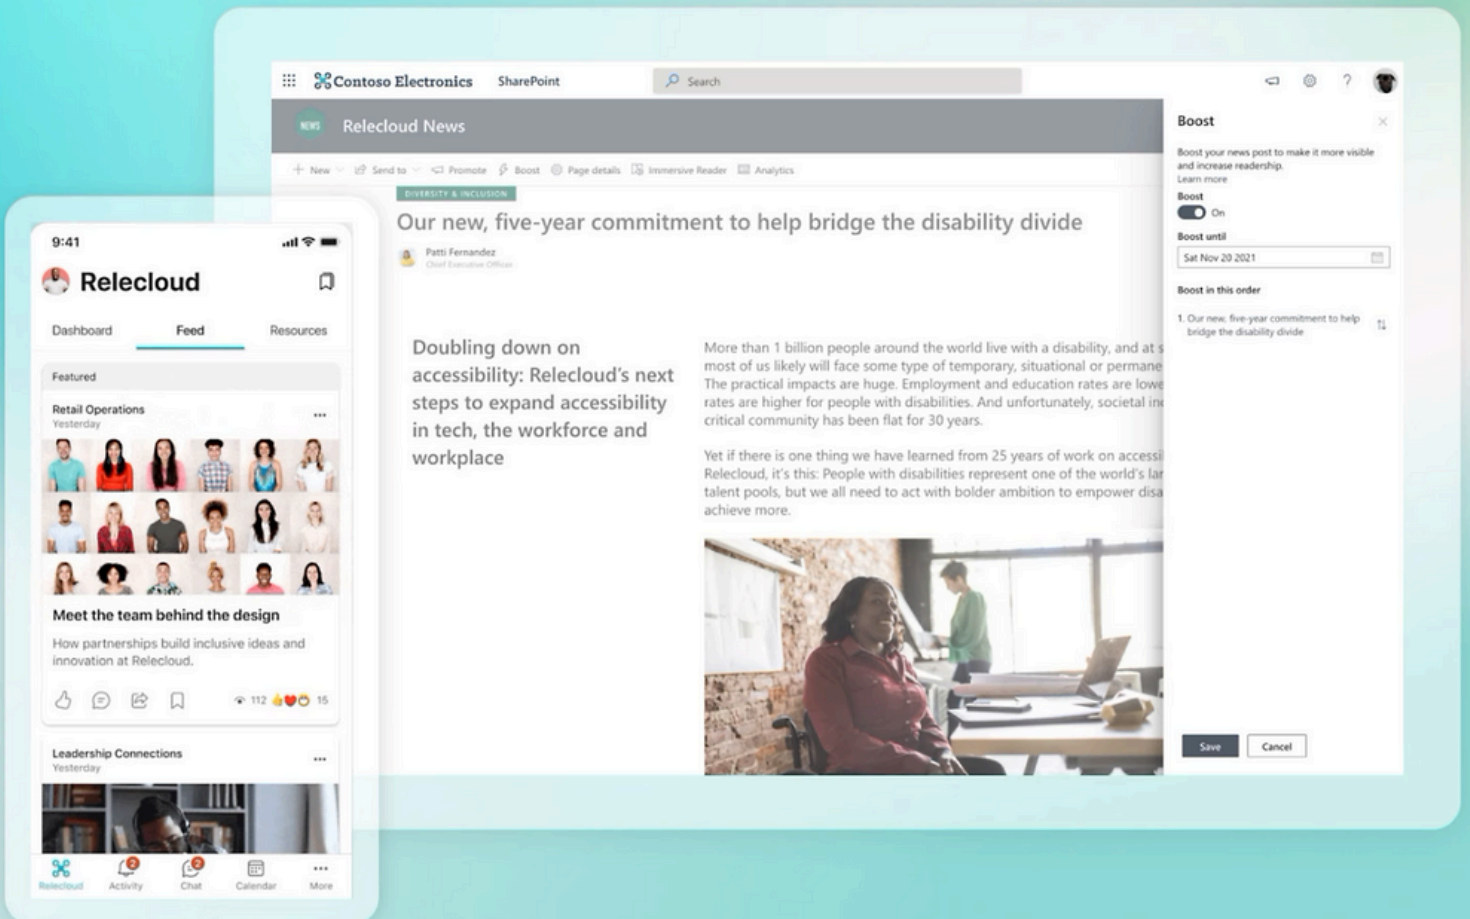 Contoso Electronics
SharePoint
Search
NEWS
Relecloud News
New
Send to
Promote
Boost
Page details
Immersive Reader
Analytics
DIVERSITY & INCLUSION
Our new, five-year commitment to help bridge the disability divide
Patti Fernandez
Chief Executive Officer
Doubling down on
accessibility: Relecloud's next
steps to expand accessibility
in tech, the workforce and
workplace
More than 1 billion people around the world live with a disability, and at s
most of us likely will face some type of temporary, situational or permane
The practical impacts are huge. Employment and education rates are lowe
rates are higher for people with disabilities. And unfortunately, societal inc
critical community has been flat for 30 years.
Yet if there is one thing we have learned from 25 years of work on accessi
Relecloud, it's this: People with disabilities represent one of the world's lar
talent pools, but we all need to act with bolder ambition to empower disa
achieve more.
Boost
Boost your news post to make it more visible
and increase readership.
Learn more
Boost
On
Boost until
Sat Nov 20 2021
Boost in this order
1. Our new, five-year commitment to help
bridge the disability divide
Save
Cancel
9:41
Relecloud
Dashboard
Feed
Resources
Featured
Retail Operations
Yesterday
Meet the team behind the design
How partnerships build inclusive ideas and
innovation at Relecloud.
112
15
Leadership Connections
Yesterday
2
2
Relecloud
Activity
Chat
Calendar
More